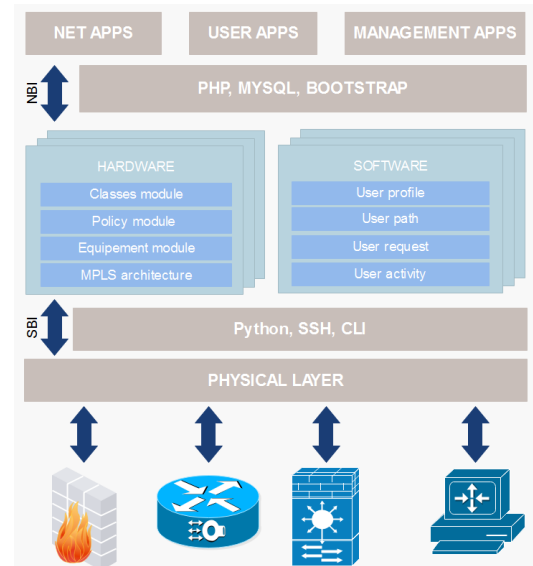 NET APPS
USER APPS
MANAGEMENT APPS
NBI
PHP, MYSQL, BOOTSTRAP
HARDWARE
Classes module
Policy module
Equipement module
MPLS architecture
SOFTWARE
User profile
User path
User request
User activity
SBI
Python, SSH, CLI
PHYSICAL LAYER